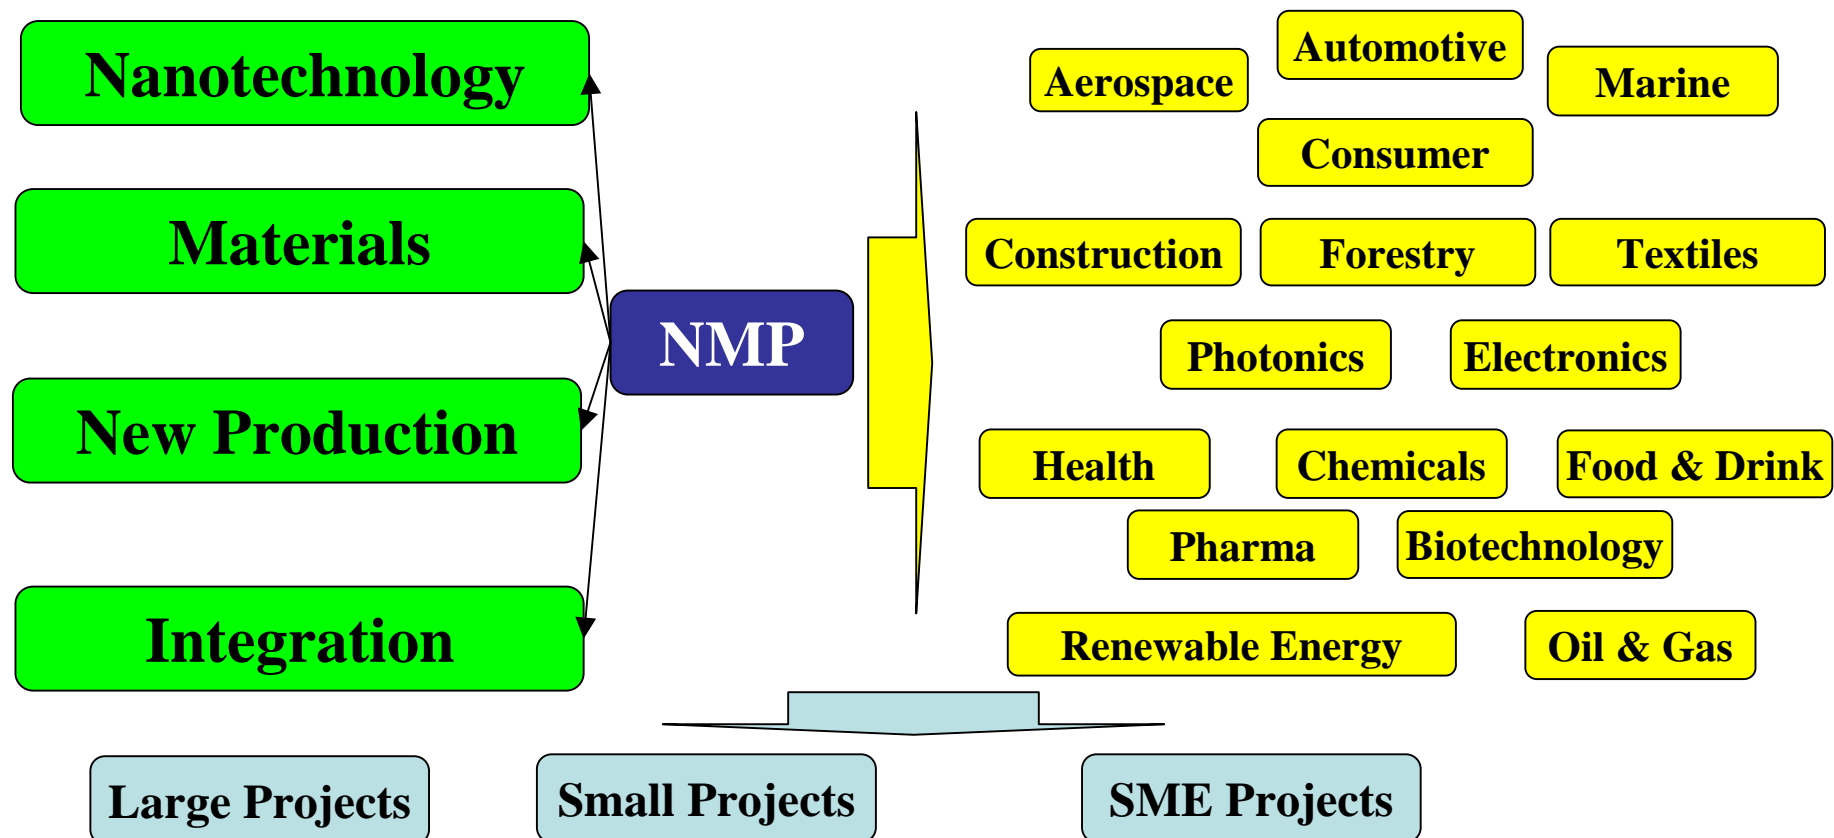 Nanotechnology
Materials
New Production
Integration
NMP
Aerospace
Automotive
Marine
Consumer
Construction
Forestry
Textiles
Photonics
Electronics
Health
Chemicals
Food & Drink
Pharma
Biotechnology
Renewable Energy
Oil & Gas
Large Projects
Small Projects
SME Projects